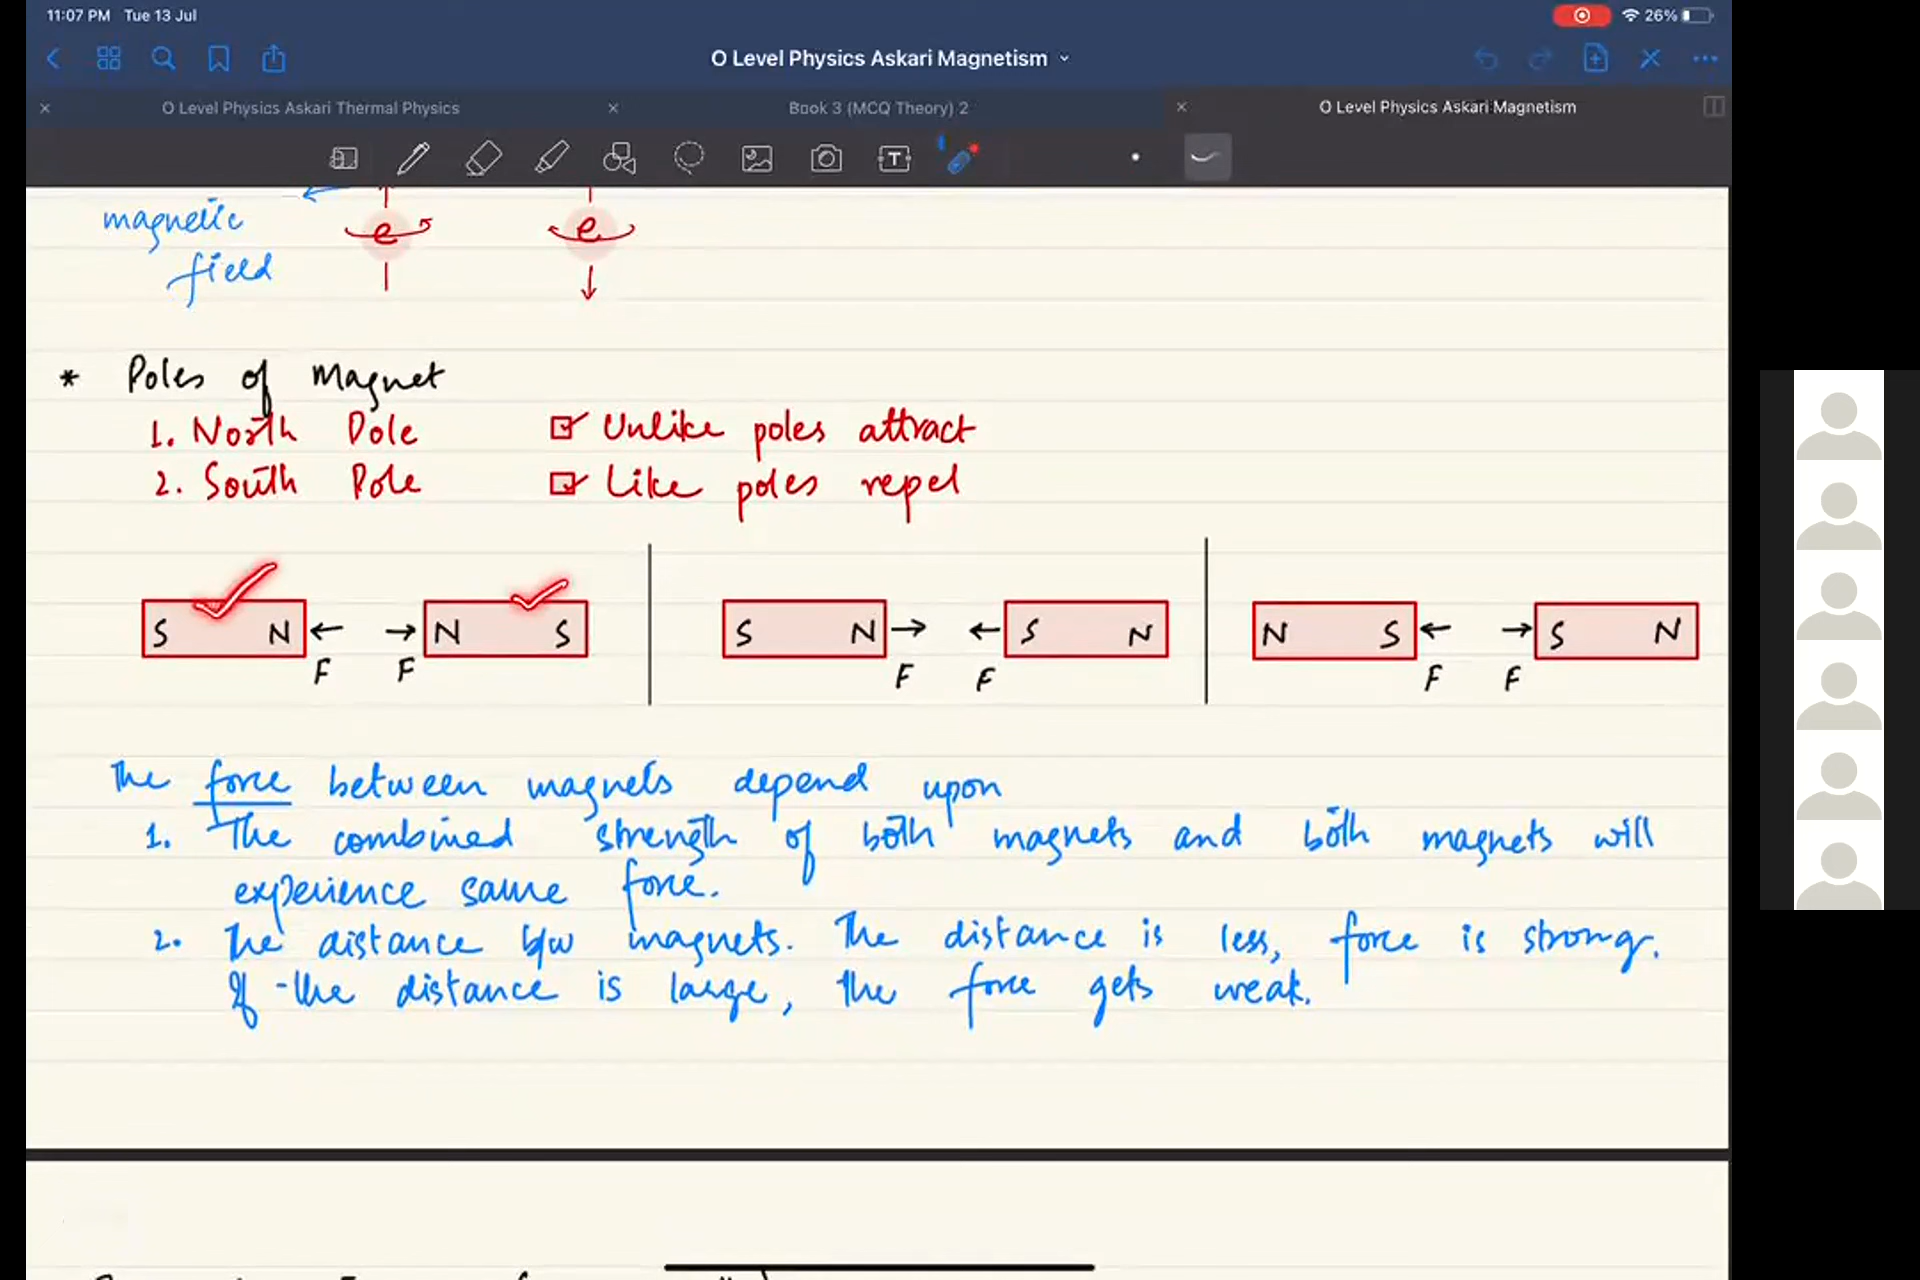 11:07 PM Tue 13 Jul
26%
O Level Physics Askari Magnetism
O Level Physics Askari Thermal Physics
Book 3 (MCQ Theory) 2
O Level Physics Askari Magnetism
T
magnetic
field
e e
* Poles of Magnet
1. North Pole
Unlike poles attract
2. South Pole
Like poles repel
S N N S
F F
S N S N
F F
N S S N
F F
The force between magnets depend upon
1. The combined strength of both magnets and both magnets will
experience same force.
2. The distance b/w magnets. The distance is less, force is strong.
If the distance is large, the force gets weak.